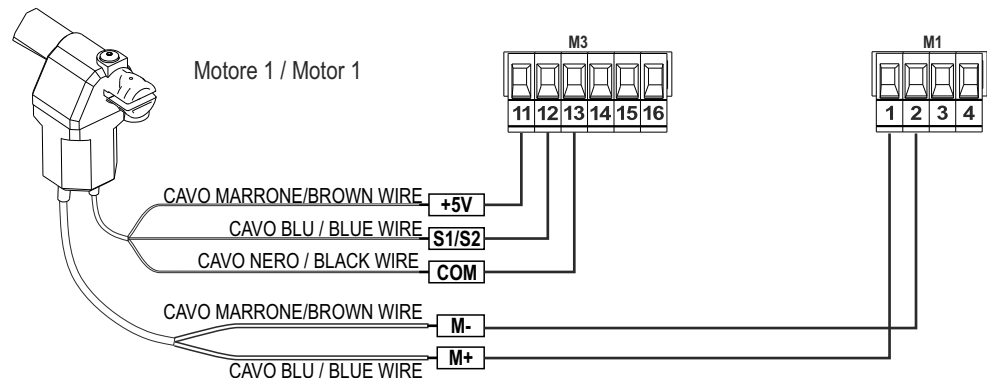 M3
M1
Motore 1 / Motor 1
11 12 13 14 15 16
1 2 3 4
CAVO MARRONE/BROWN WIRE +5V
CAVO BLU / BLUE WIRE S1/S2
CAVO NERO / BLACK WIRE COM
CAVO MARRONE/BROWN WIRE M-
M+
CAVO BLU / BLUE WIRE